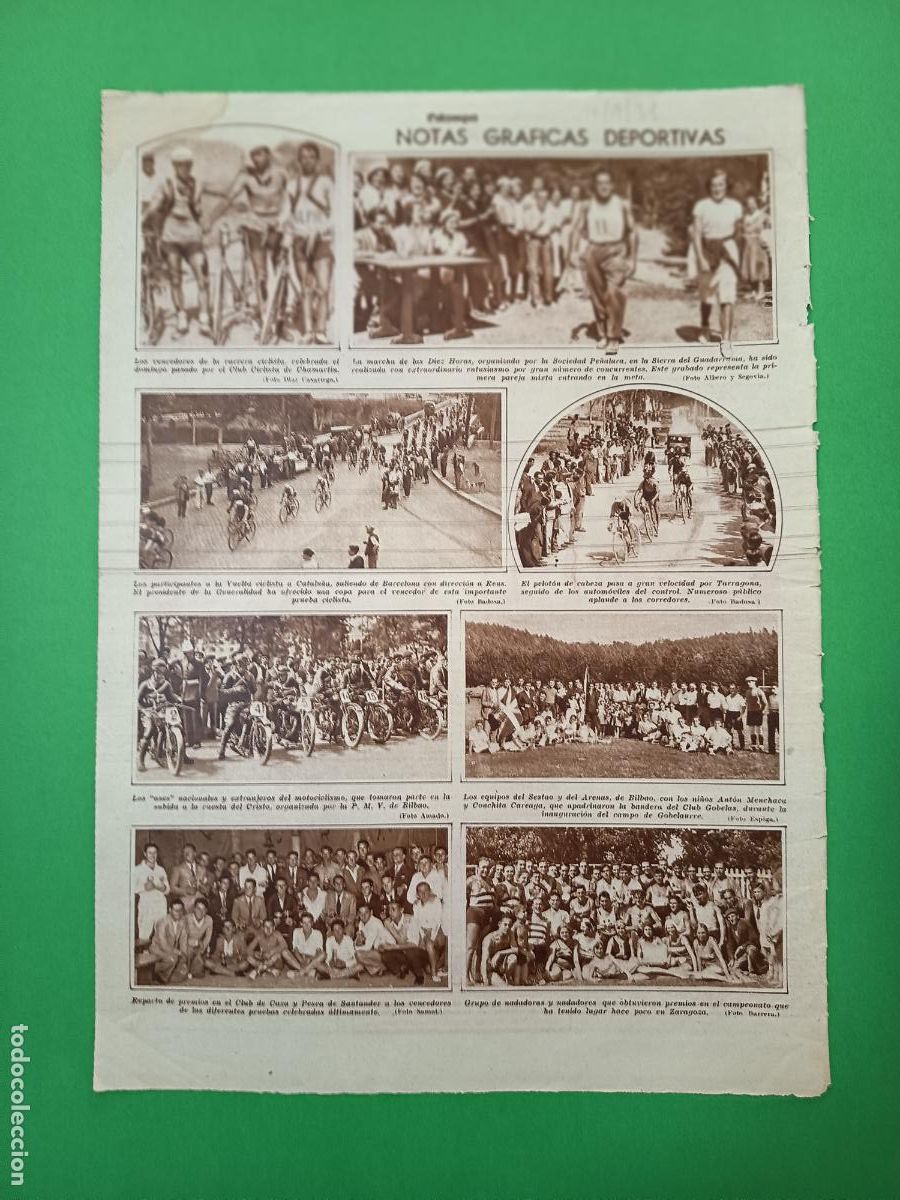 Estampa
NOTAS GRAFICAS DEPORTIVAS
Los vencedores de la carrera ciclista, celebrada el
domingo pasado por el Club Ciclista de Chamartín.
(Foto Díaz Casariego.)
La marcha de las Diez Horas, organizada por la Sociedad Peñalara, en la Sierra del Guadarrama, ha sido
realizada con extraordinario entusiasmo por gran número de concurrentes. Este grabado representa la pri-
mera pareja mixta entrando en la meta. (Foto Albero y Segovia.)
Los participantes a la Vuelta ciclista a Cataluña, saliendo de Barcelona con dirección a Reus.
El presidente de la Generalidad ha ofrecido una copa para el vencedor de esta importante
prueba ciclista. (Foto Badosa.)
El pelotón de cabeza pasa a gran velocidad por Tarragona,
seguido de los automóviles del control. Numeroso público
aplaude a los corredores. (Foto Badosa.)
Los "ases" nacionales y extranjeros del motociclismo, que tomaron parte en la
subida a la cuesta del Cristo, organizada por la P. M. V. de Bilbao.
(Foto Amado.)
Los equipos del Sestao y del Arenas, de Bilbao, con los niños Antón Menchaca
y Conchita Careaga, que apadrinaron la bandera del Club Gobelas, durante la
inauguración del campo de Gobelaurre. (Foto Espiga.)
Reparto de premios en el Club de Caza y Pesca de Santander a los vencedores
de las diferentes pruebas celebradas últimamente. (Foto Samot.)
Grupo de nadadoras y nadadores que obtuvieron premios en el campeonato que
ha tenido lugar hace poco en Zaragoza. (Foto Barrera.)
todocoleccion